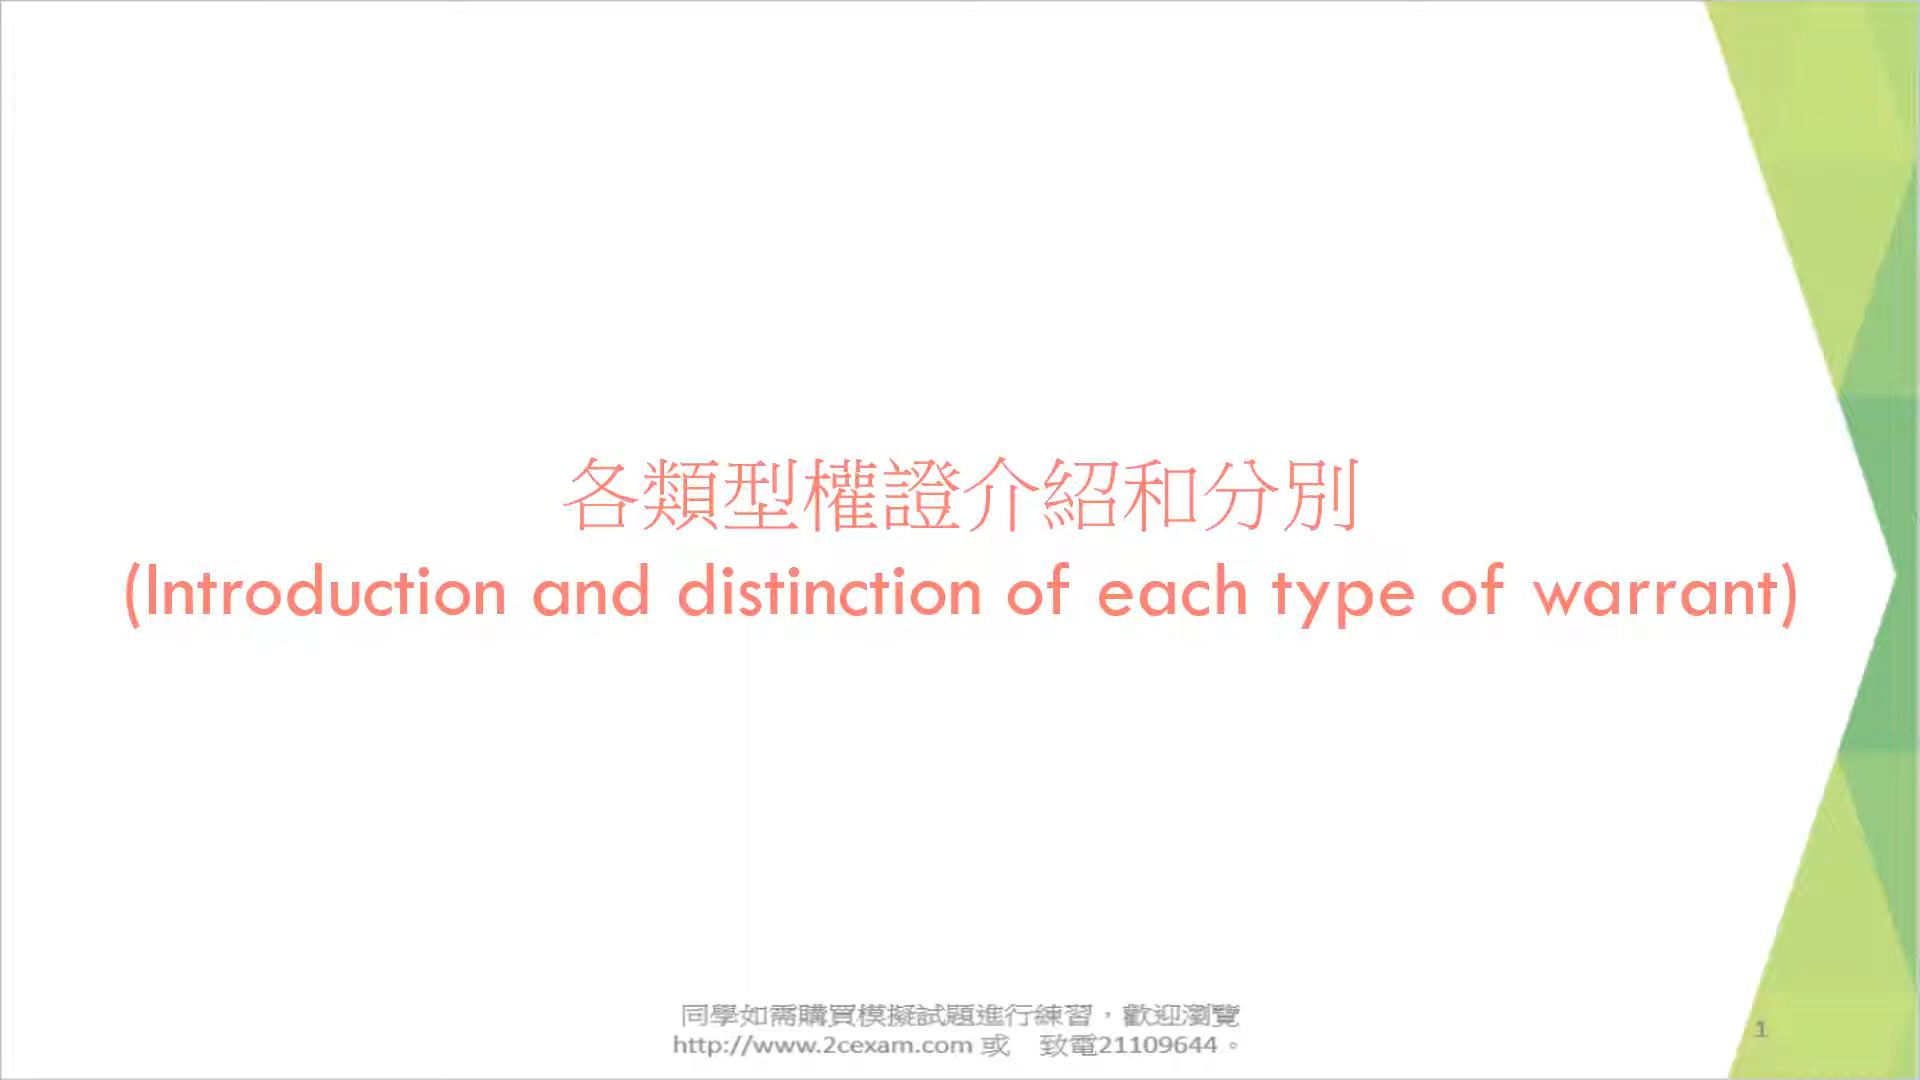 各類型權證介紹和分別
(Introduction and distinction of each type of warrant)
同學如需購買模擬試題進行練習，歡迎瀏覽
http://www.2cexam.com 或　致電21109644。
1